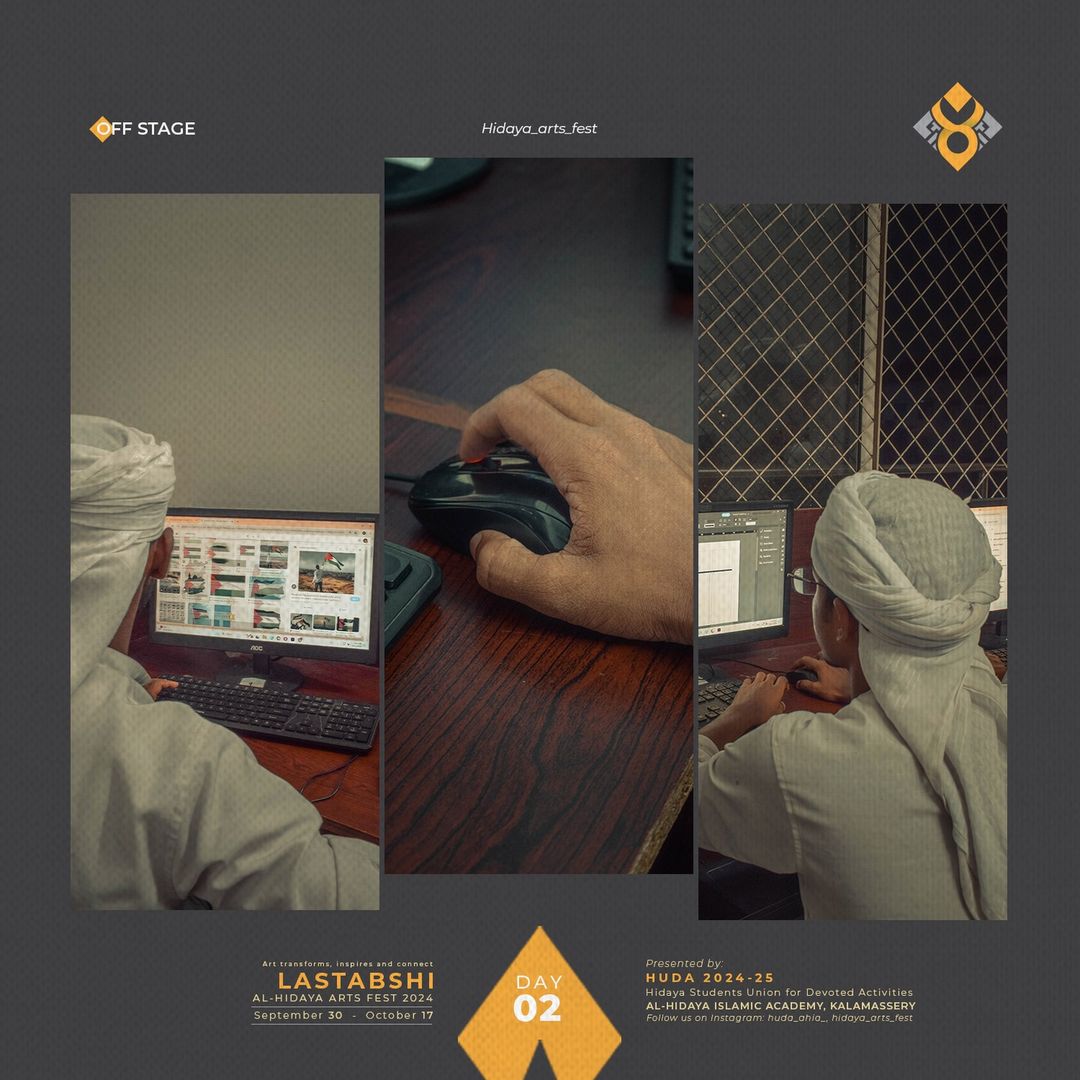 OFF STAGE
Hidaya_arts_fest
AOC
Art transforms, inspires and connect
LASTABSHI
AL-HIDAYA ARTS FEST 2024
September 30 - October 17
DAY
02
Presented by:
HUDA 2024-25
Hidaya Students Union for Devoted Activities
AL-HIDAYA ISLAMIC ACADEMY, KALAMASSERY
Follow us on Instagram: huda_ahia_, hidaya_arts_fest